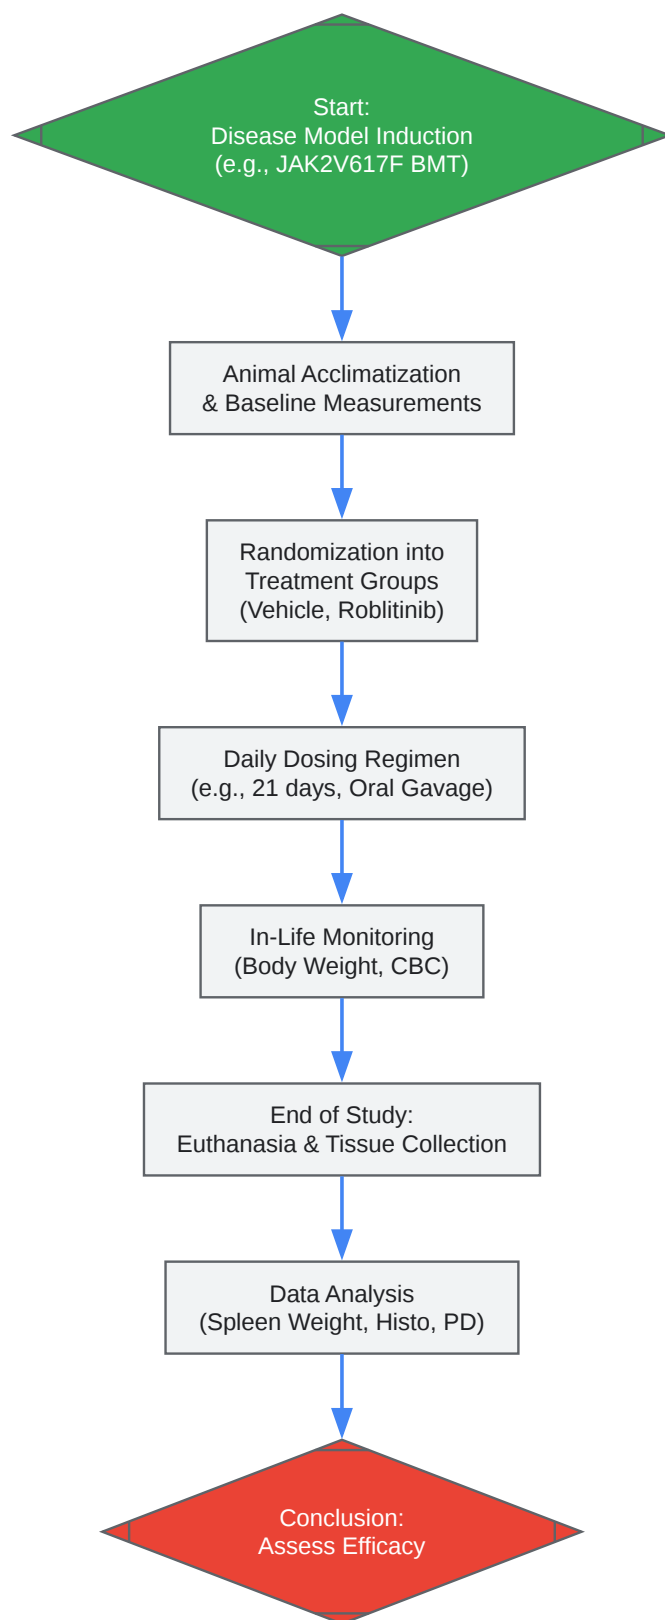 Start:
Disease Model Induction
(e.g., JAK2V617F BMT)
Animal Acclimatization
& Baseline Measurements
Randomization into
Treatment Groups
(Vehicle, Roblitinib)
Daily Dosing Regimen
(e.g., 21 days, Oral Gavage)
In-Life Monitoring
(Body Weight, CBC)
End of Study:
Euthanasia & Tissue Collection
Data Analysis
(Spleen Weight, Histo, PD)
Conclusion:
Assess Efficacy